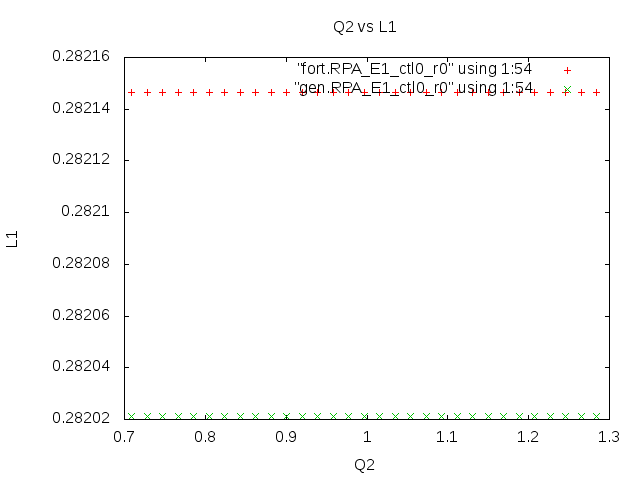 Q2 vs L1
0.28216
"fort.RPA_E1_ctl0_r0" using 1:54
"gen.RPA_E1_ctl0_r0" using 1:54
0.28214
0.28212
0.2821
L1
0.28208
0.28206
0.28204
0.28202
0.7 0.8 0.9 1 1.1 1.2 1.3
Q2